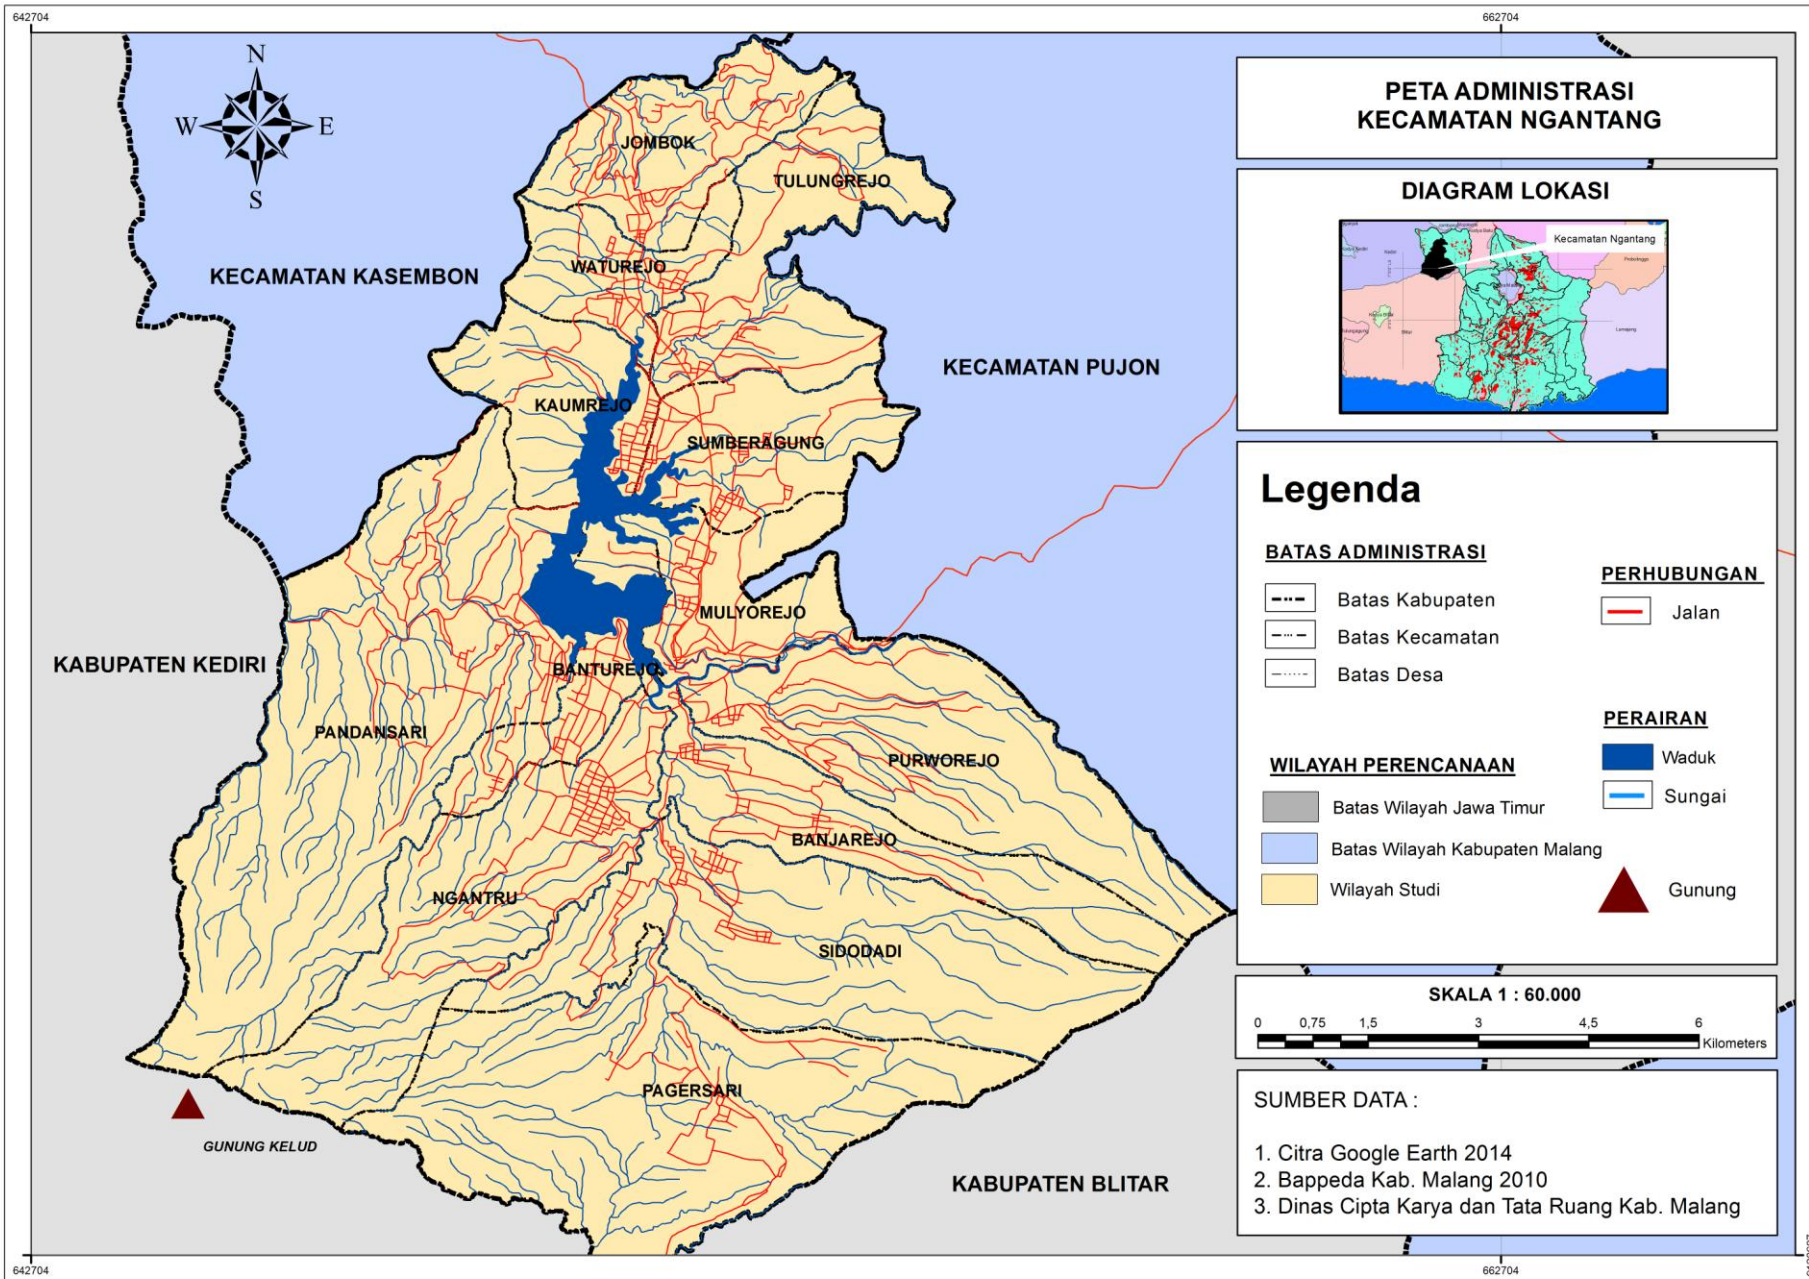 642704
662704
N
W
E
S
PETA ADMINISTRASI
KECAMATAN NGANTANG
DIAGRAM LOKASI
Kecamatan Ngantang
JOMBOK
TULUNGREJO
WATUREJO
KECAMATAN KASEMBON
KECAMATAN PUJON
KAUMREJO
SUMBERAGUNG
MULYOREJO
KABUPATEN KEDIRI
BANTUREJO
PANDANSARI
PURWOREJO
BANJAREJO
NGANTRU
SIDODADI
PAGERSARI
GUNUNG KELUD
KABUPATEN BLITAR
Legenda
BATAS ADMINISTRASI
Batas Kabupaten
Batas Kecamatan
Batas Desa
PERHUBUNGAN
Jalan
WILAYAH PERENCANAAN
Batas Wilayah Jawa Timur
Batas Wilayah Kabupaten Malang
Wilayah Studi
PERAIRAN
Waduk
Sungai
Gunung
SKALA 1 : 60.000
0 0,75 1,5 3 4,5 6
Kilometers
SUMBER DATA :
1. Citra Google Earth 2014
2. Bappeda Kab. Malang 2010
3. Dinas Cipta Karya dan Tata Ruang Kab. Malang
642704
662704